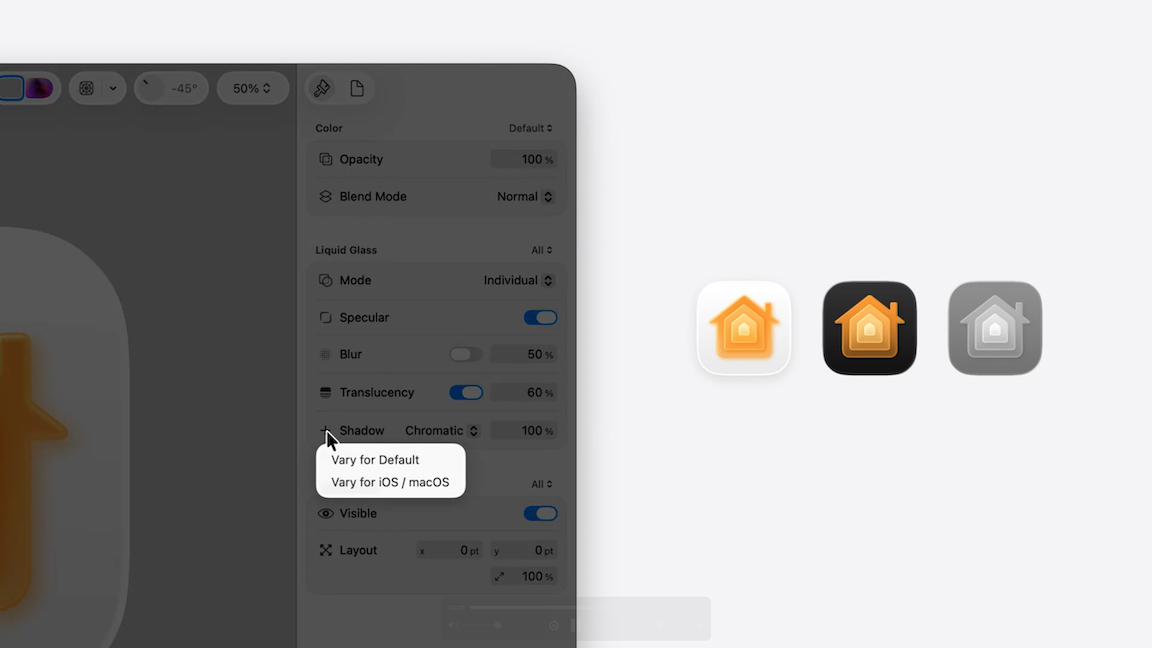 -45°
50%
Color Default
Opacity 100 %
Blend Mode Normal
Liquid Glass All
Mode Individual
Specular
Blur 50 %
Translucency 60 %
Shadow Chromatic 100 %
Vary for Default
Vary for iOS / macOS
All
Visible
Layout x 0 pt y 0 pt
100 %